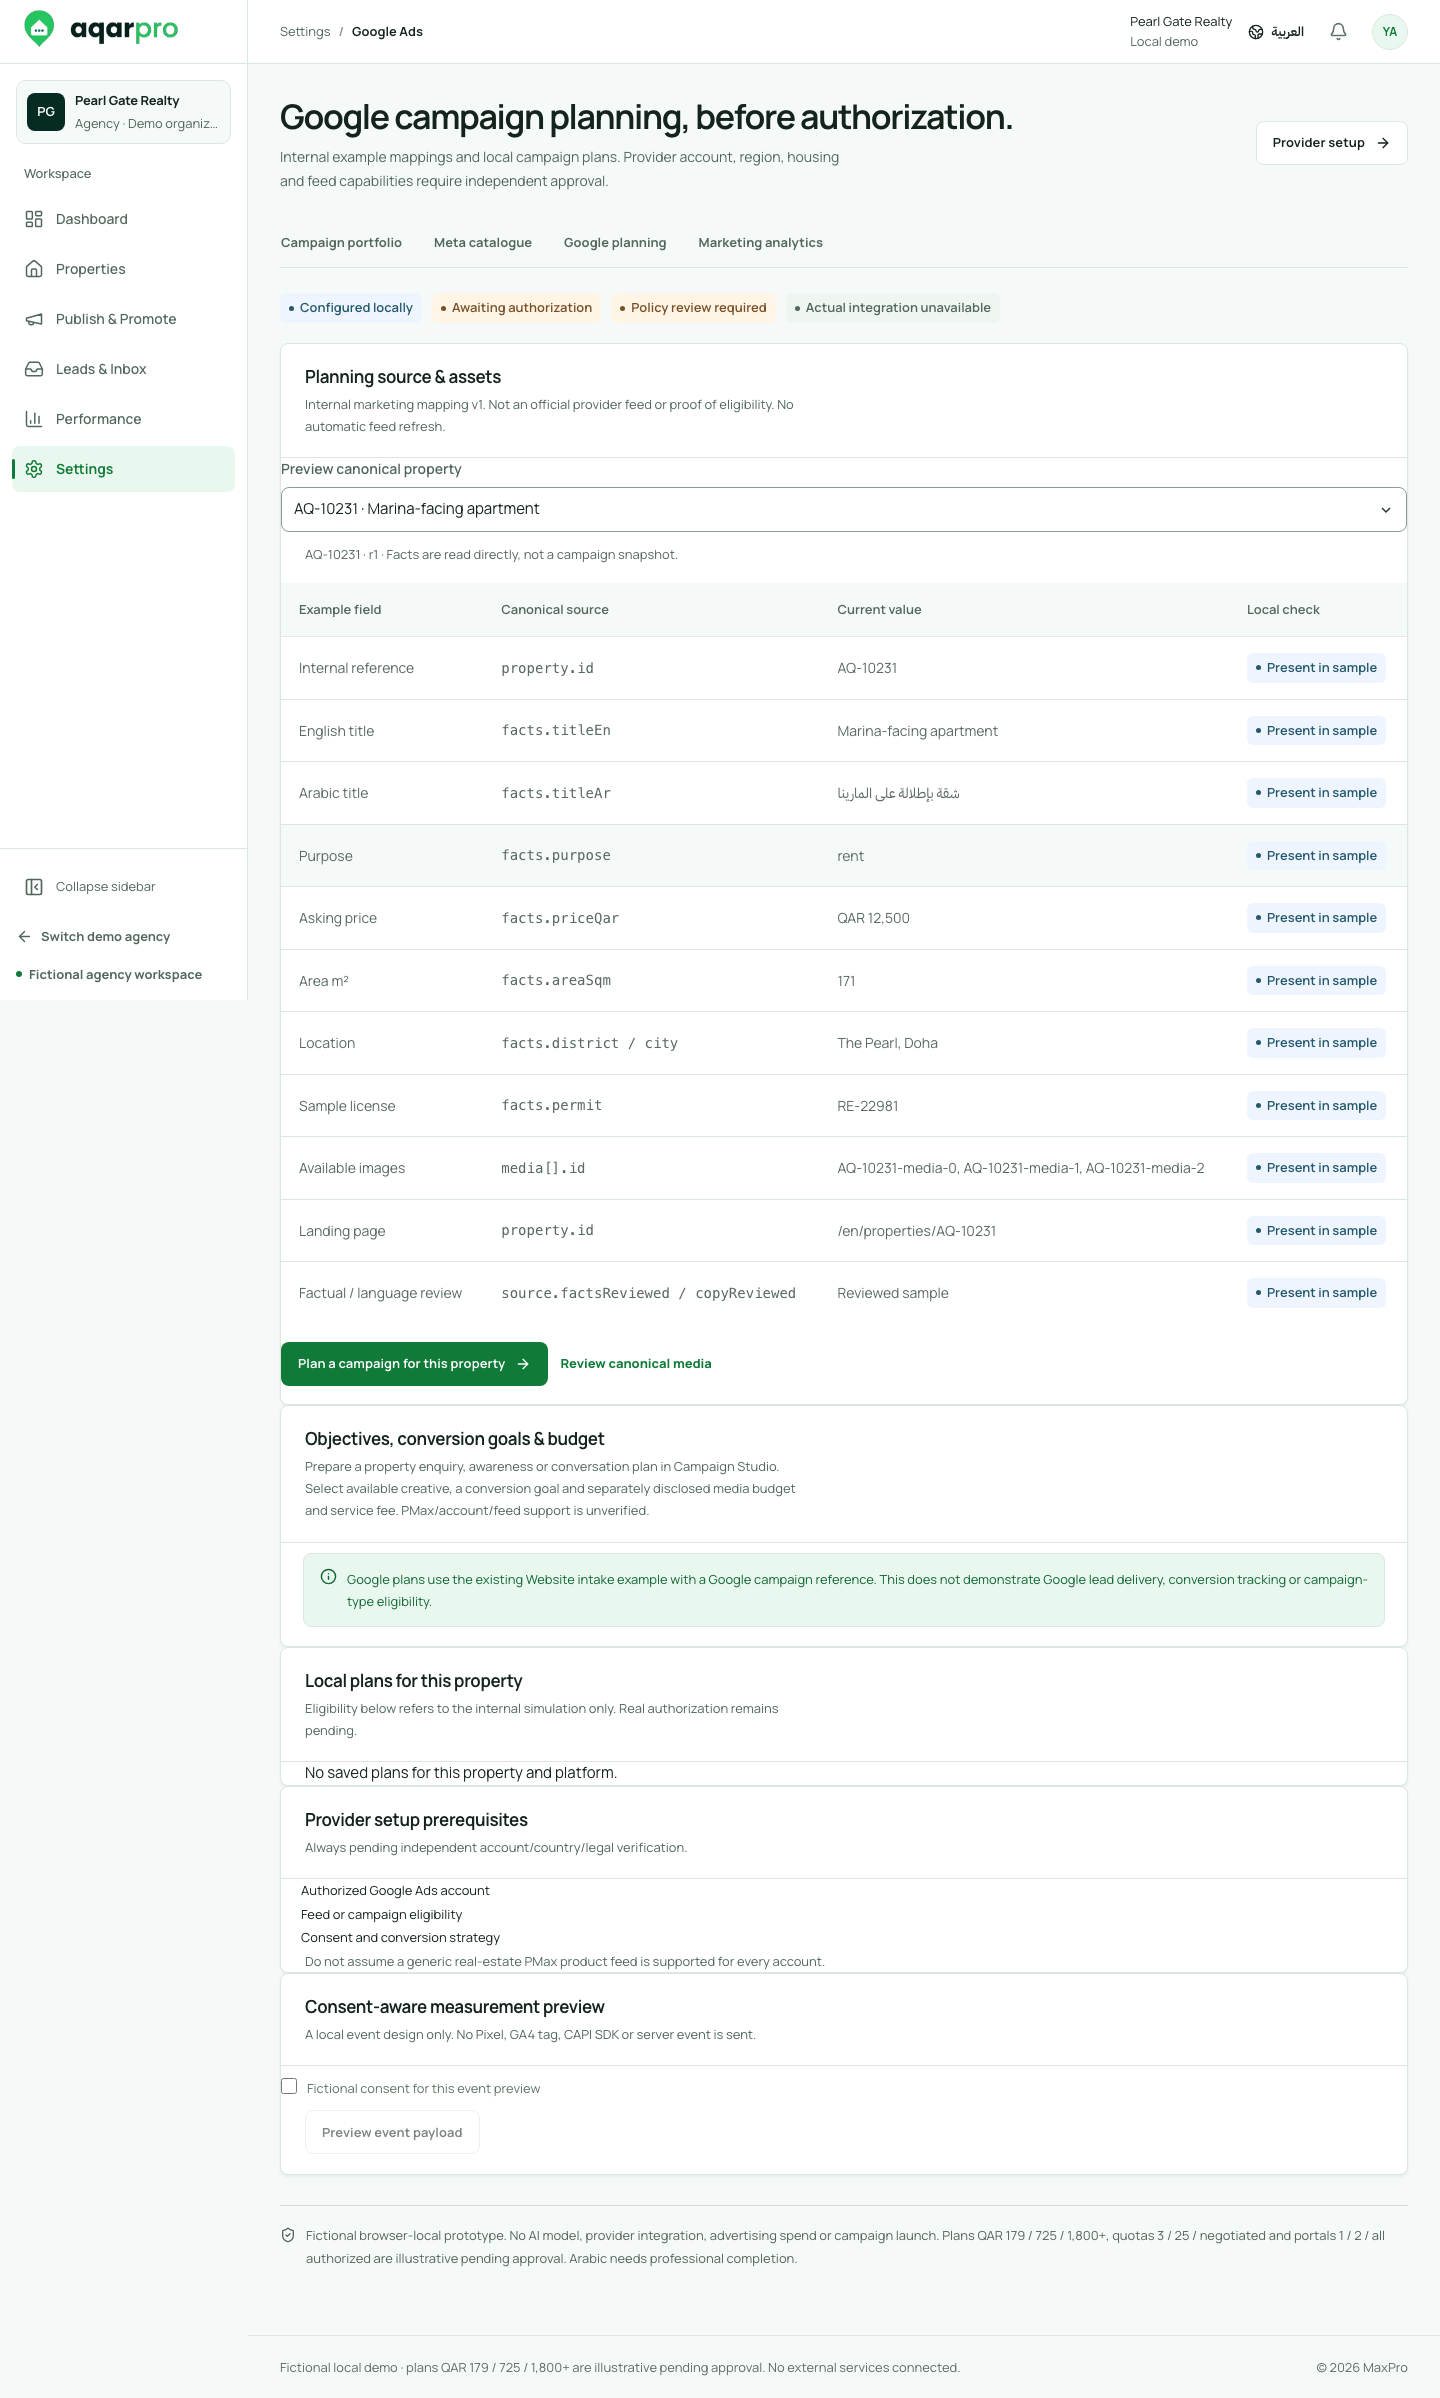 aqarpro
Settings / Google Ads
Pearl Gate Realty
Local demo
العربية
YA
PG
Pearl Gate Realty
Agency · Demo organiz...
Workspace
Dashboard
Properties
Publish & Promote
Leads & Inbox
Performance
Settings
Collapse sidebar
Switch demo agency
Fictional agency workspace
Google campaign planning, before authorization.
Internal example mappings and local campaign plans. Provider account, region, housing
and feed capabilities require independent approval.
Provider setup
Campaign portfolio Meta catalogue Google planning Marketing analytics
Configured locally Awaiting authorization Policy review required Actual integration unavailable
Planning source & assets
Internal marketing mapping v1. Not an official provider feed or proof of eligibility. No
automatic feed refresh.
Preview canonical property
AQ-10231 · Marina-facing apartment
AQ-10231 · r1 · Facts are read directly, not a campaign snapshot.
Example field Canonical source Current value Local check
Internal reference property.id AQ-10231 Present in sample
English title facts.titleEn Marina-facing apartment Present in sample
Arabic title facts.titleAr شقة بإطلالة على المارينا Present in sample
Purpose facts.purpose rent Present in sample
Asking price facts.priceQar QAR 12,500 Present in sample
Area m² facts.areaSqm 171 Present in sample
Location facts.district / city The Pearl, Doha Present in sample
Sample license facts.permit RE-22981 Present in sample
Available images media[].id AQ-10231-media-0, AQ-10231-media-1, AQ-10231-media-2 Present in sample
Landing page property.id /en/properties/AQ-10231 Present in sample
Factual / language review source.factsReviewed / copyReviewed Reviewed sample Present in sample
Plan a campaign for this property Review canonical media
Objectives, conversion goals & budget
Prepare a property enquiry, awareness or conversation plan in Campaign Studio.
Select available creative, a conversion goal and separately disclosed media budget
and service fee. PMax/account/feed support is unverified.
Google plans use the existing Website intake example with a Google campaign reference. This does not demonstrate Google lead delivery, conversion tracking or campaign-
type eligibility.
Local plans for this property
Eligibility below refers to the internal simulation only. Real authorization remains
pending.
No saved plans for this property and platform.
Provider setup prerequisites
Always pending independent account/country/legal verification.
Authorized Google Ads account
Feed or campaign eligibility
Consent and conversion strategy
Do not assume a generic real-estate PMax product feed is supported for every account.
Consent-aware measurement preview
A local event design only. No Pixel, GA4 tag, CAPI SDK or server event is sent.
Fictional consent for this event preview
Preview event payload
Fictional browser-local prototype. No AI model, provider integration, advertising spend or campaign launch. Plans QAR 179 / 725 / 1,800+, quotas 3 / 25 / negotiated and portals 1 / 2 / all
authorized are illustrative pending approval. Arabic needs professional completion.
Fictional local demo · plans QAR 179 / 725 / 1,800+ are illustrative pending approval. No external services connected.
© 2026 MaxPro